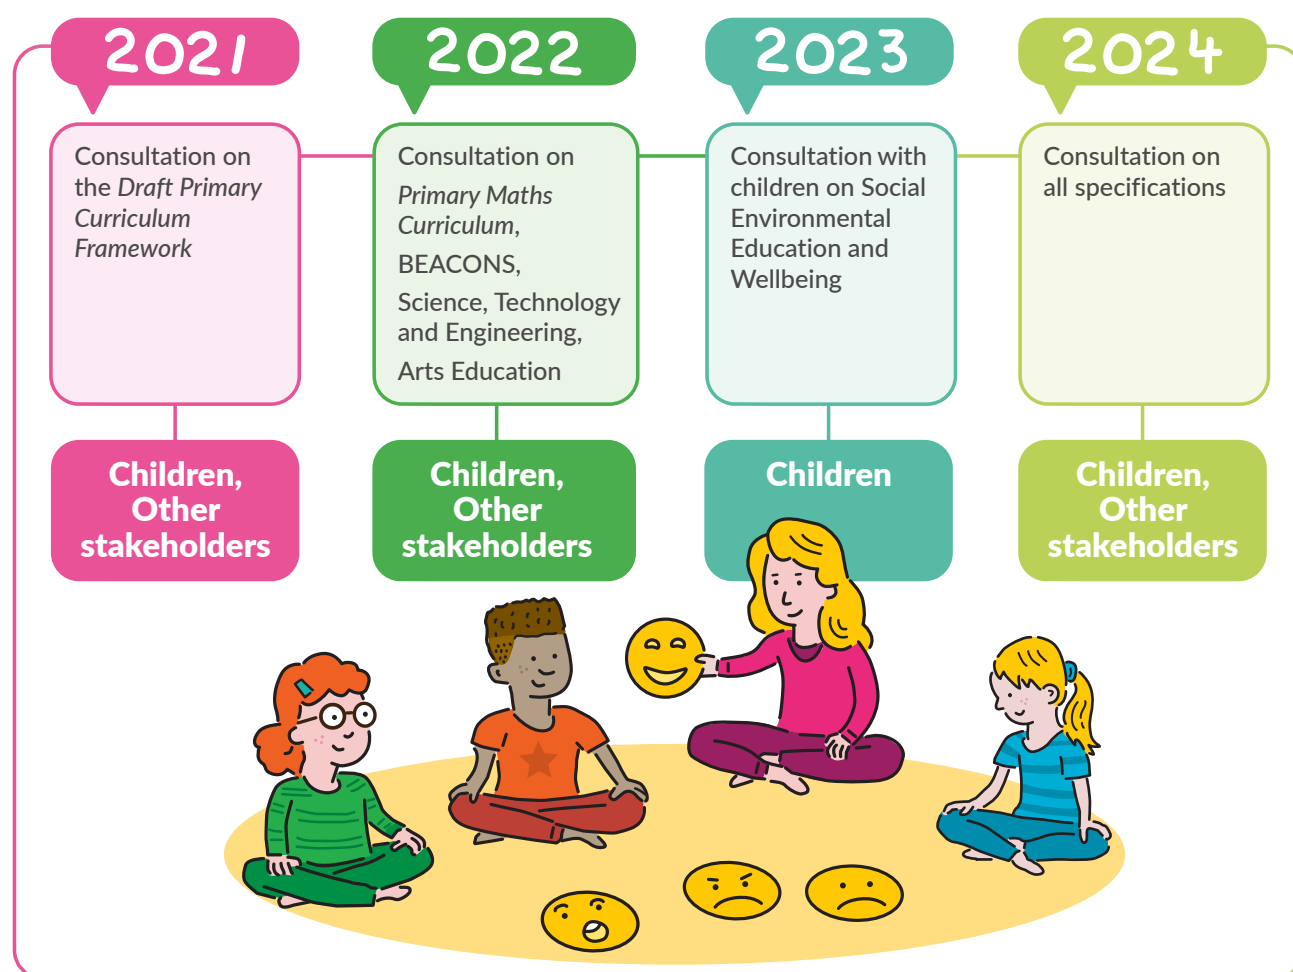 2021
Consultation on
the Draft Primary
Curriculum
Framework
Children,
Other
stakeholders
2022
Consultation on
Primary Maths
Curriculum,
BEACONS,
Science, Technology
and Engineering,
Arts Education
Children,
Other
stakeholders
2023
Consultation with
children on Social
Environmental
Education and
Wellbeing
Children
2024
Consultation on
all specifications
Children,
Other
stakeholders